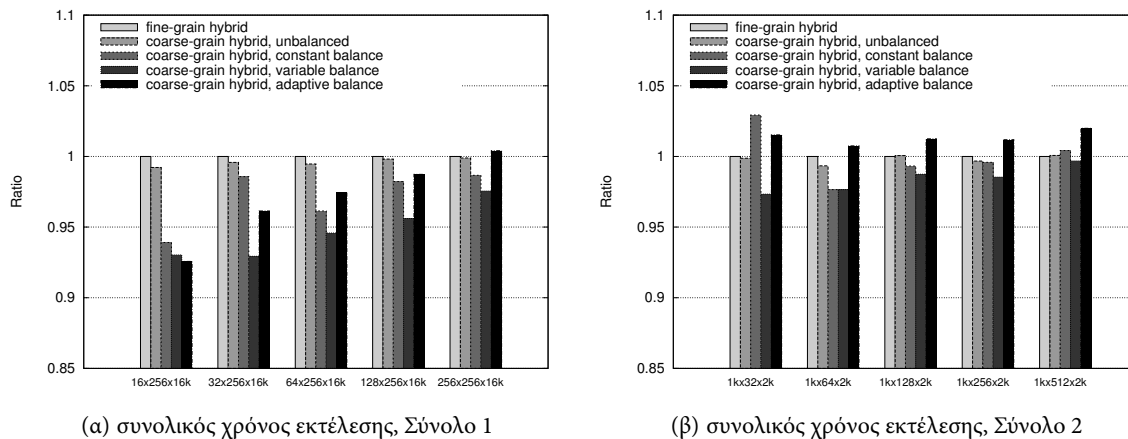 1.1
1.05
1
0.95
0.9
0.85
Ratio
fine-grain hybrid
coarse-grain hybrid, unbalanced
coarse-grain hybrid, constant balance
coarse-grain hybrid, variable balance
coarse-grain hybrid, adaptive balance
16x256x16k 32x256x16k 64x256x16k 128x256x16k 256x256x16k
(α) συνολικός χρόνος εκτέλεσης, Σύνολο 1
1.1
1.05
1
0.95
0.9
0.85
Ratio
fine-grain hybrid
coarse-grain hybrid, unbalanced
coarse-grain hybrid, constant balance
coarse-grain hybrid, variable balance
coarse-grain hybrid, adaptive balance
1kx32x2k 1kx64x2k 1kx128x2k 1kx256x2k 1kx512x2k
(β) συνολικός χρόνος εκτέλεσης, Σύνολο 2